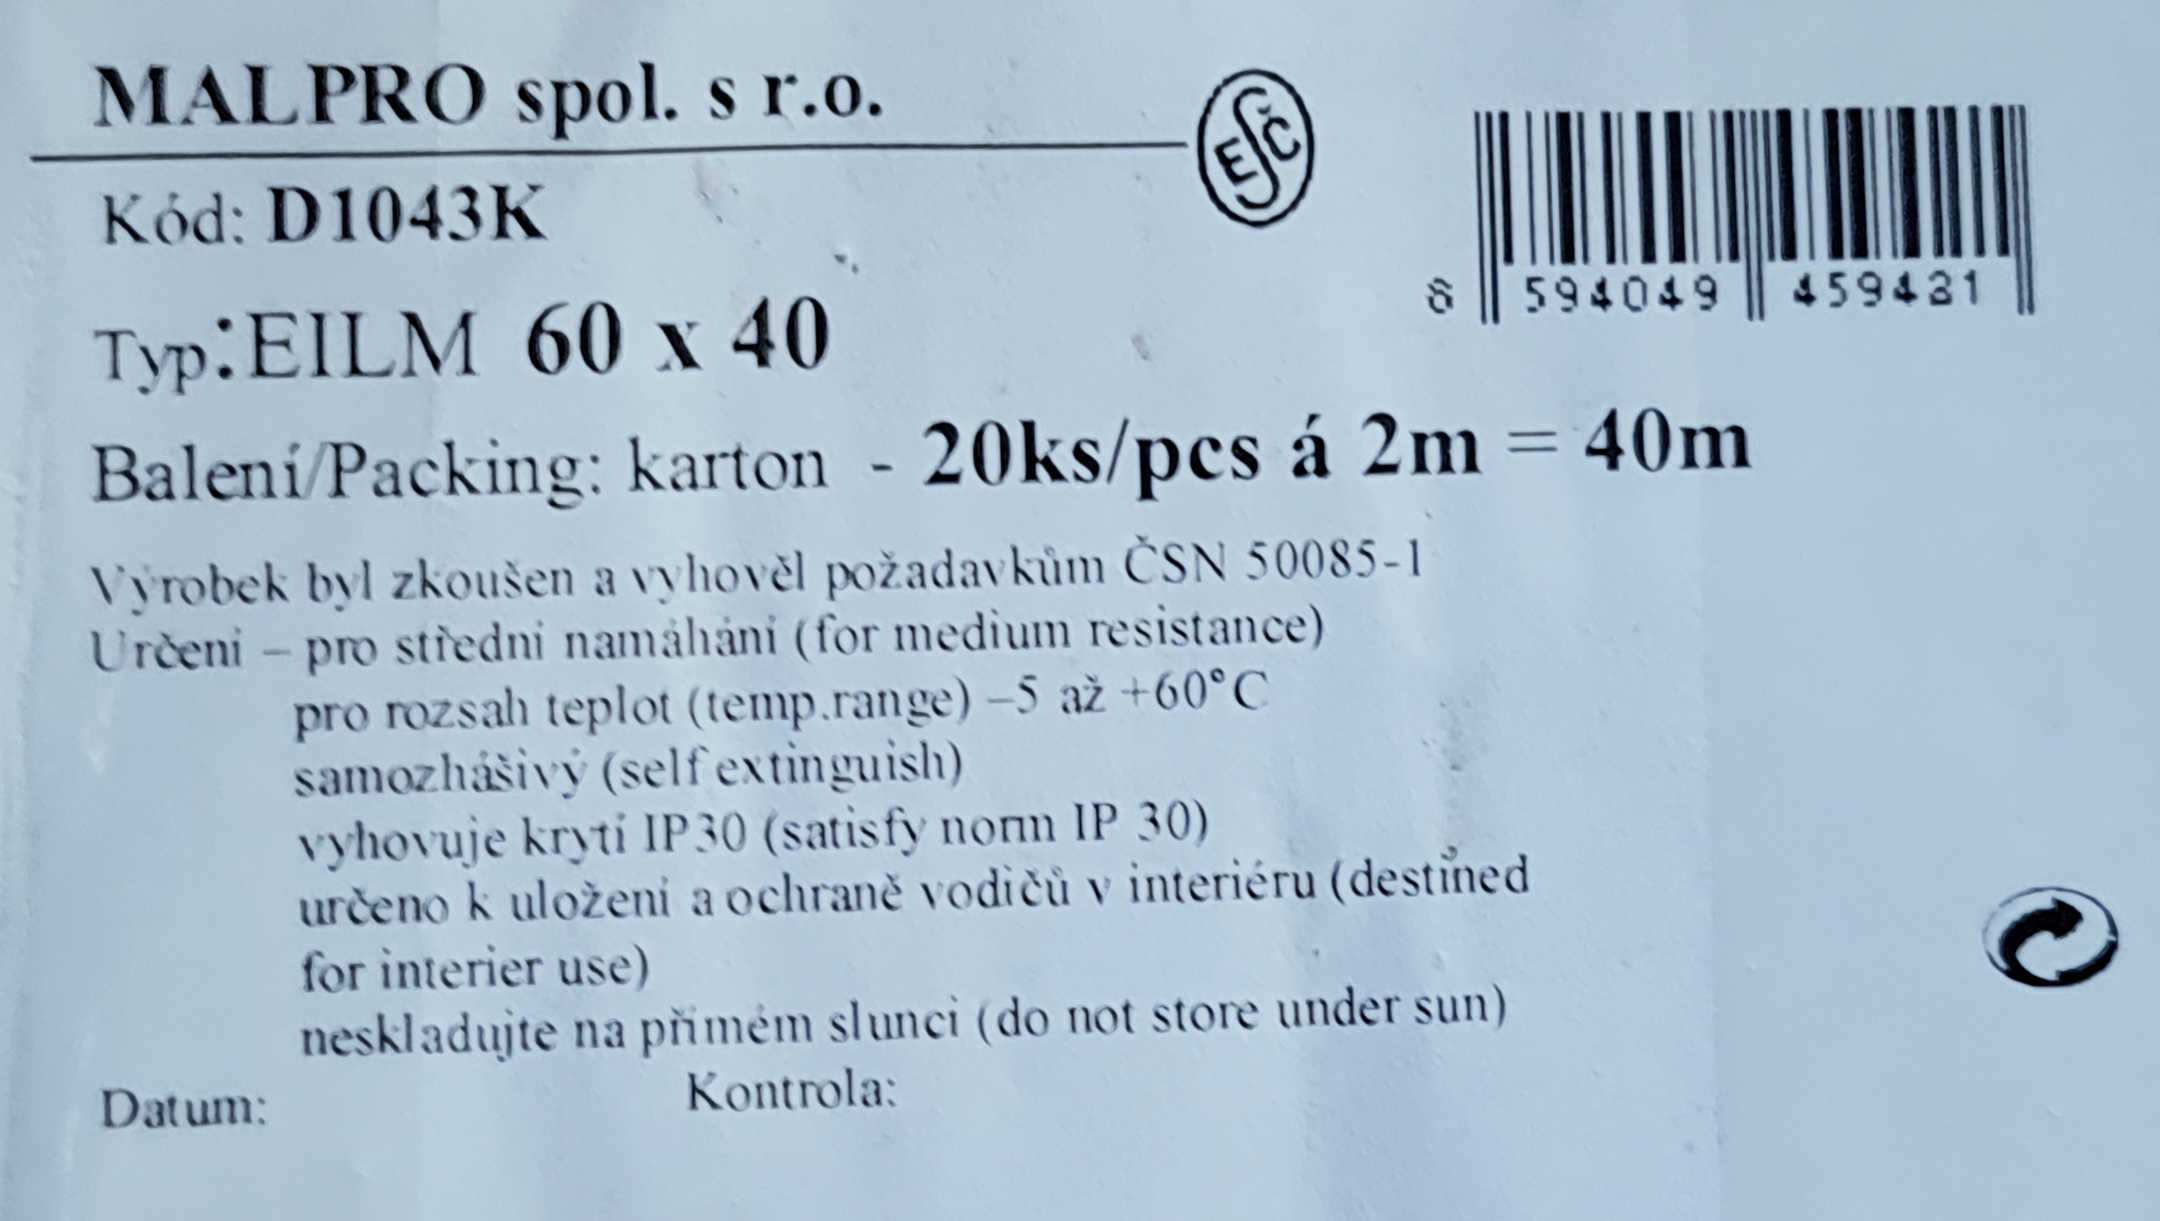 MALPRO spol. s r.o.
EČS
Kód: D1043K
8 594049 459431
Typ:EILM 60 x 40
Balení/Packing: karton - 20ks/pcs á 2m = 40m
Výrobek byl zkoušen a vyhověl požadavkům ČSN 50085-1
Určení – pro střední namáhání (for medium resistance)
pro rozsah teplot (temp.range) –5 až +60°C
samozhášivý (self extinguish)
vyhovuje krytí IP30 (satisfy norm IP 30)
určeno k uložení a ochraně vodičů v interiéru (destined
for interier use)
neskladujte na přímém slunci (do not store under sun)
Datum: Kontrola: